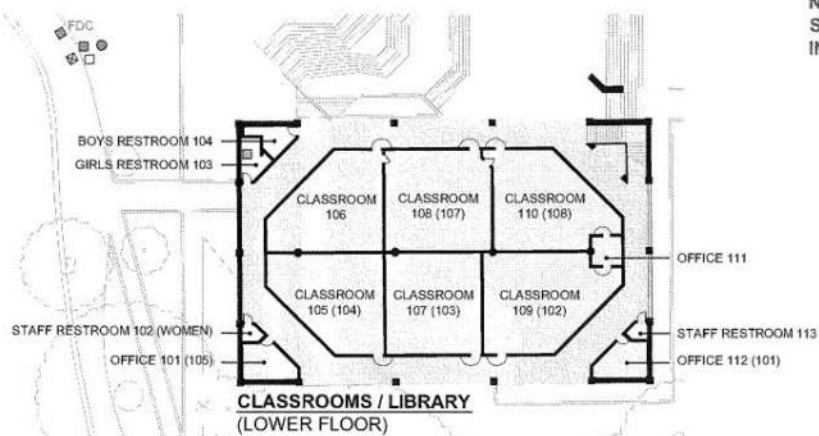 FDC
BOYS RESTROOM 104
GIRLS RESTROOM 103
CLASSROOM
106
CLASSROOM
108 (107)
CLASSROOM
110 (108)
OFFICE 111
CLASSROOM
105 (104)
CLASSROOM
107 (103)
CLASSROOM
109 (102)
STAFF RESTROOM 102 (WOMEN)
OFFICE 101 (105)
STAFF RESTROOM 113
OFFICE 112 (101)
CLASSROOMS / LIBRARY
(LOWER FLOOR)